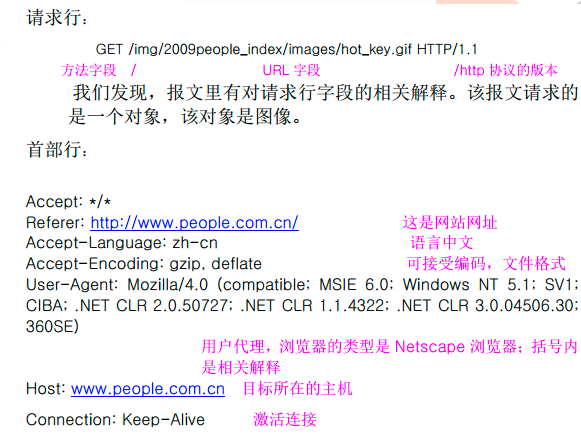 请求行：
GET /img/2009people_index/images/hot_key.gif HTTP/1.1
方法字段 / URL 字段 /http 协议的版本
我们发现，报文里有对请求行字段的相关解释。该报文请求的
是一个对象，该对象是图像。
首部行：
Accept: */*
Referer: http://www.people.com.cn/ 这是网站网址
Accept-Language: zh-cn 语言中文
Accept-Encoding: gzip, deflate 可接受编码，文件格式
User-Agent: Mozilla/4.0 (compatible; MSIE 6.0; Windows NT 5.1; SV1;
CIBA; .NET CLR 2.0.50727; .NET CLR 1.1.4322; .NET CLR 3.0.04506.30;
360SE)
用户代理，浏览器的类型是 Netscape 浏览器；括号内
是相关解释
Host: www.people.com.cn 目标所在的主机
Connection: Keep-Alive 激活连接